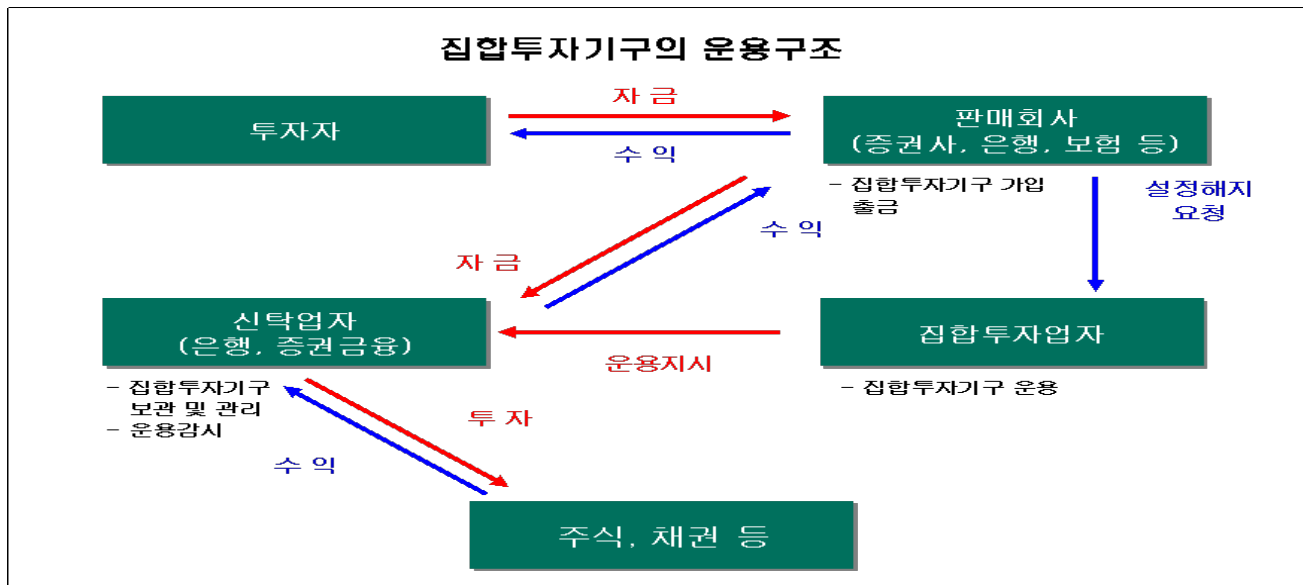 집합투자기구의 운용구조
투자자
자 금
수 익
판매회사
(증권사, 은행, 보험 등)
- 집합투자기구 가입
출금
설정해지
요청
자 금
수 익
신탁업자
(은행, 증권금융)
- 집합투자기구
보관 및 관리
- 운용감시
운용지시
집합투자업자
- 집합투자기구 운용
투 자
수 익
주식, 채권 등